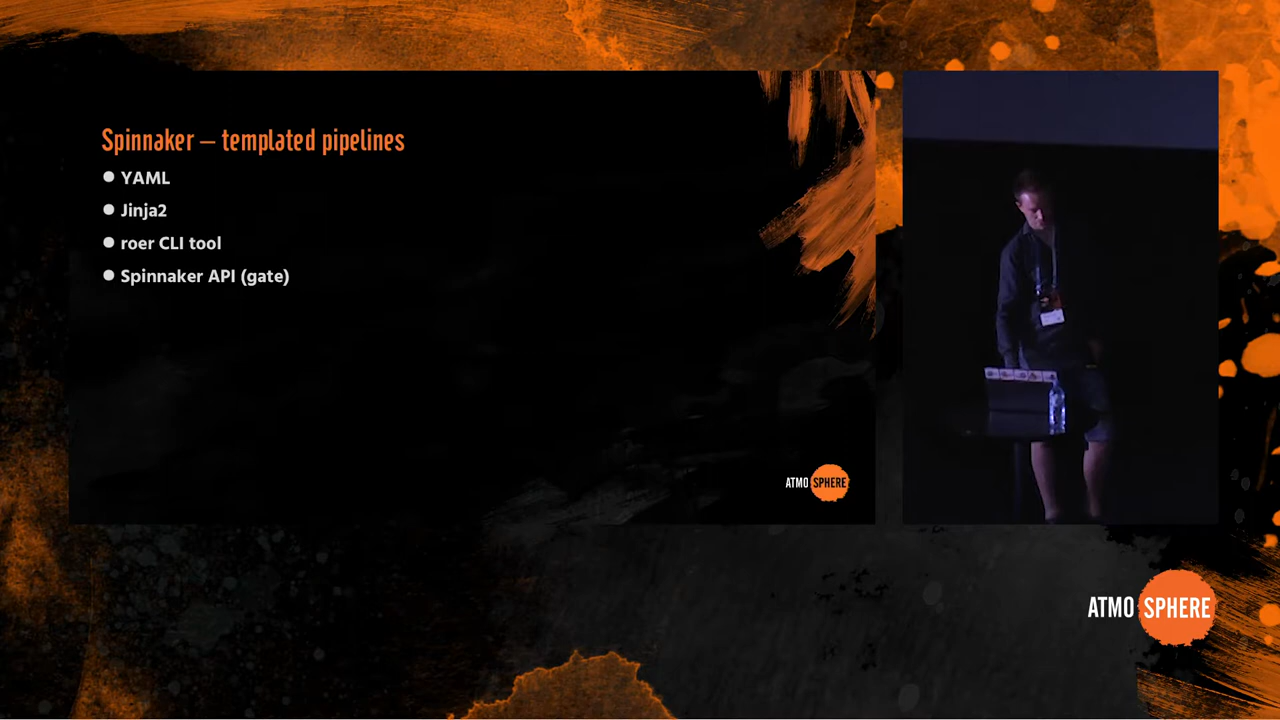 Spinnaker – templated pipelines
YAML
Jinja2
roer CLI tool
Spinnaker API (gate)
ATMO SPHERE
ATMO SPHERE